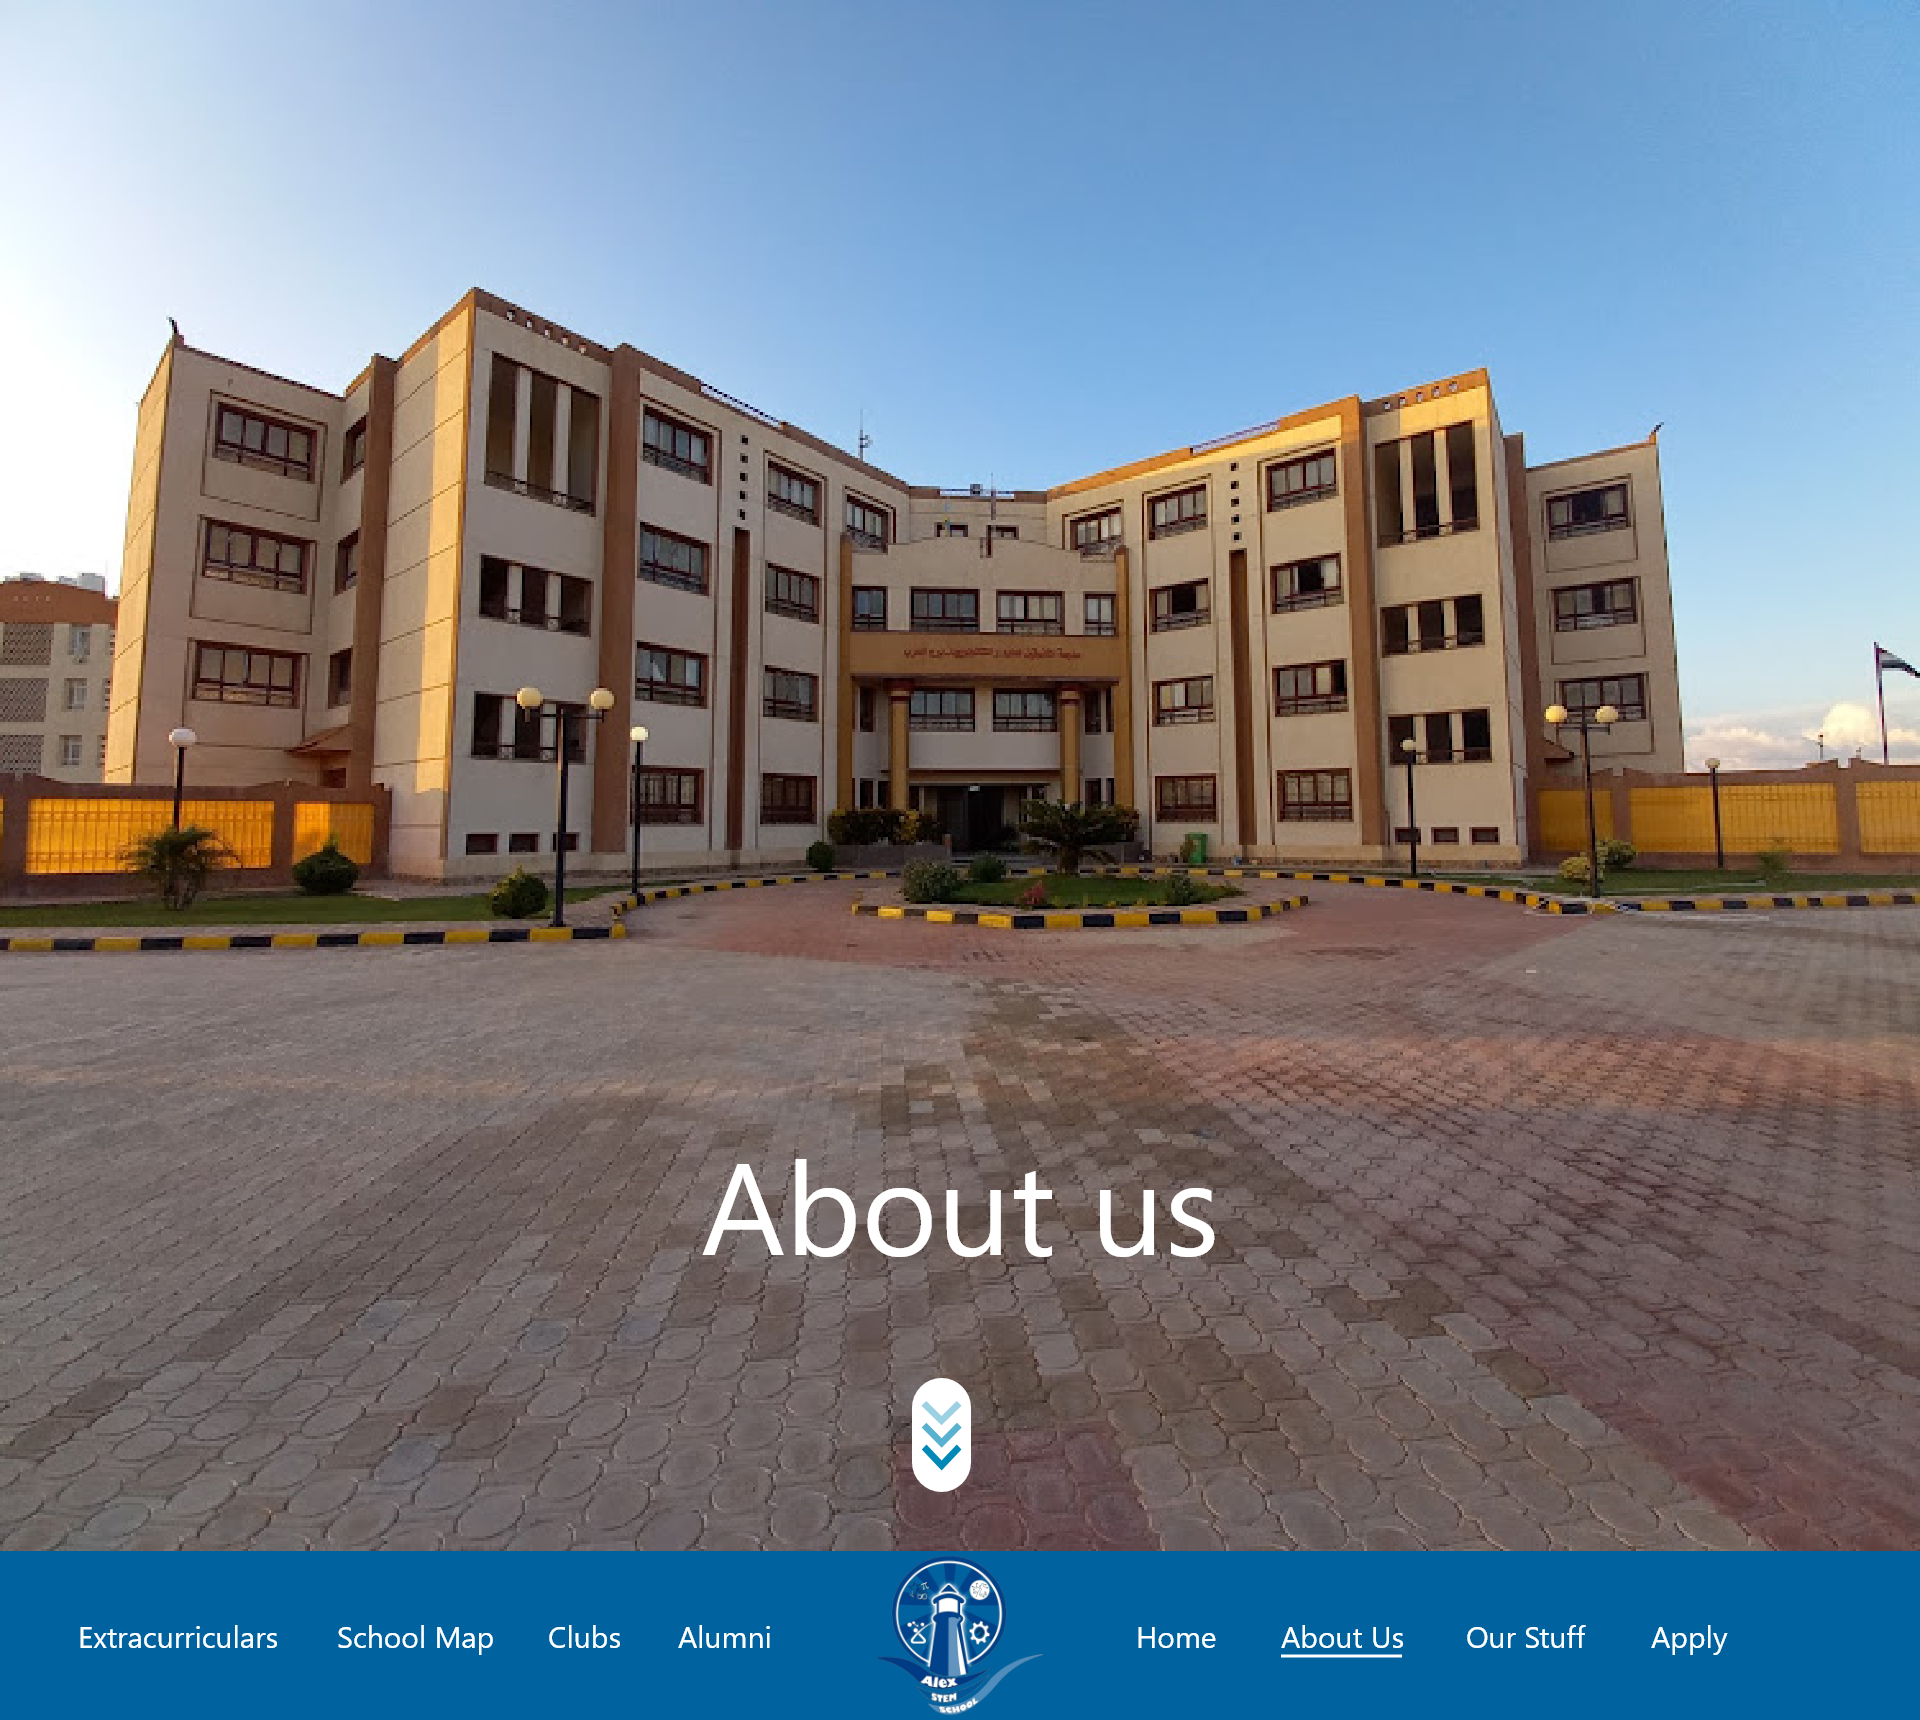 About us
Extracurriculars
School Map
Clubs
Alumni
Alex
STEM
SCHOOL
Home
About Us
Our Stuff
Apply